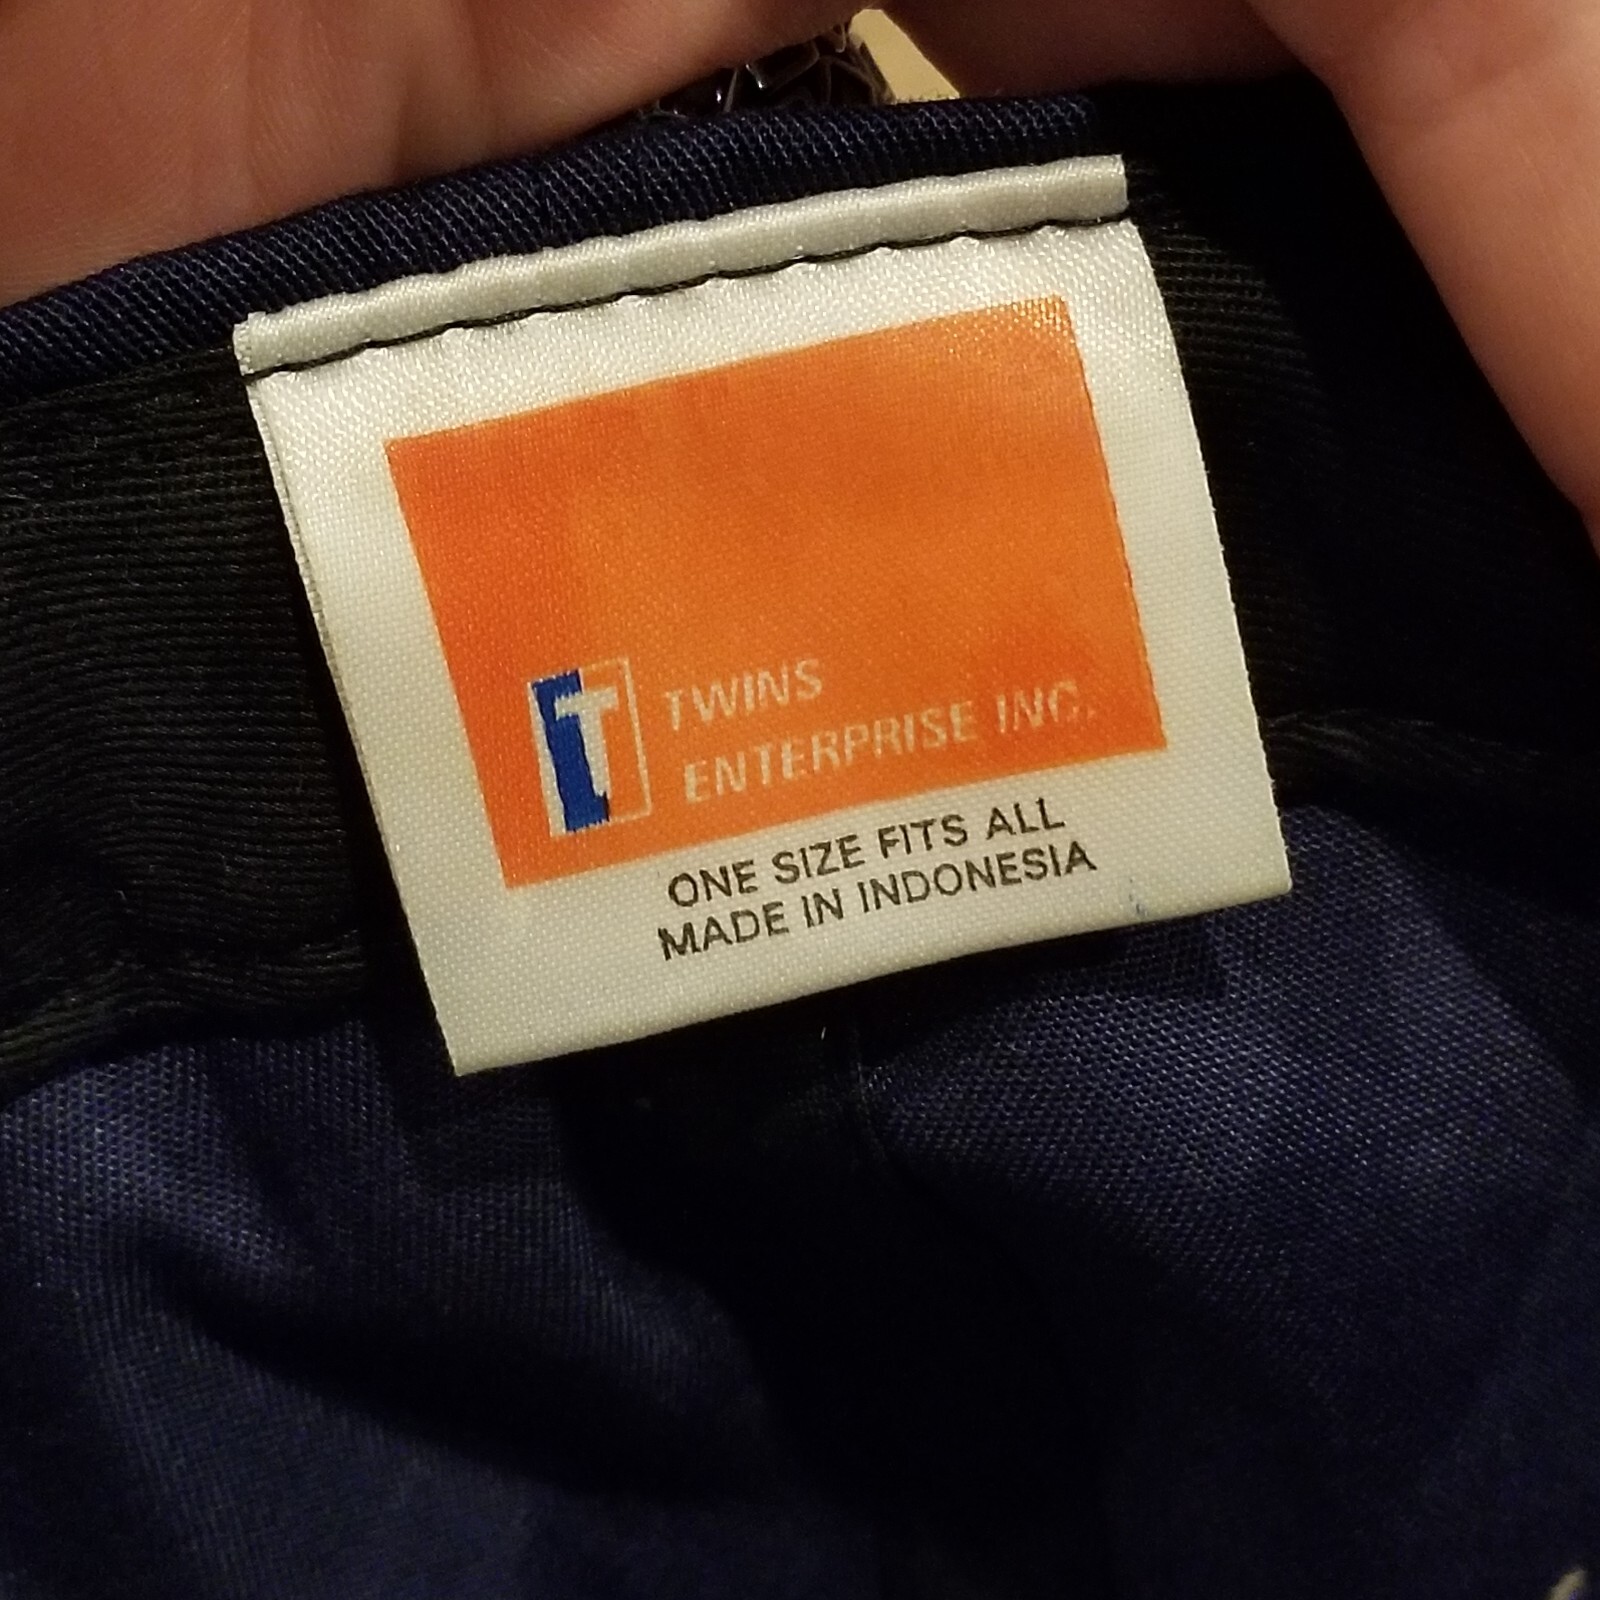 TWINS
ENTERPRISE INC.
ONE SIZE FITS ALL
MADE IN INDONESIA